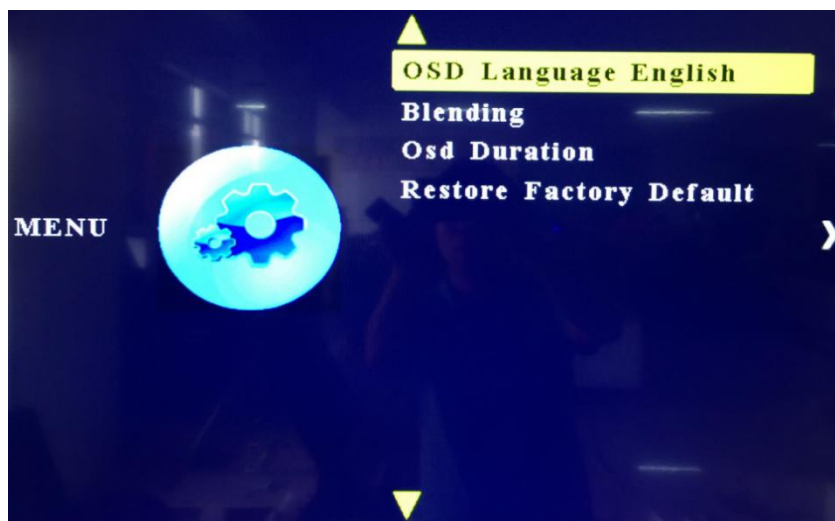 OSD Language English
Blending
Osd Duration
Restore Factory Default
MENU